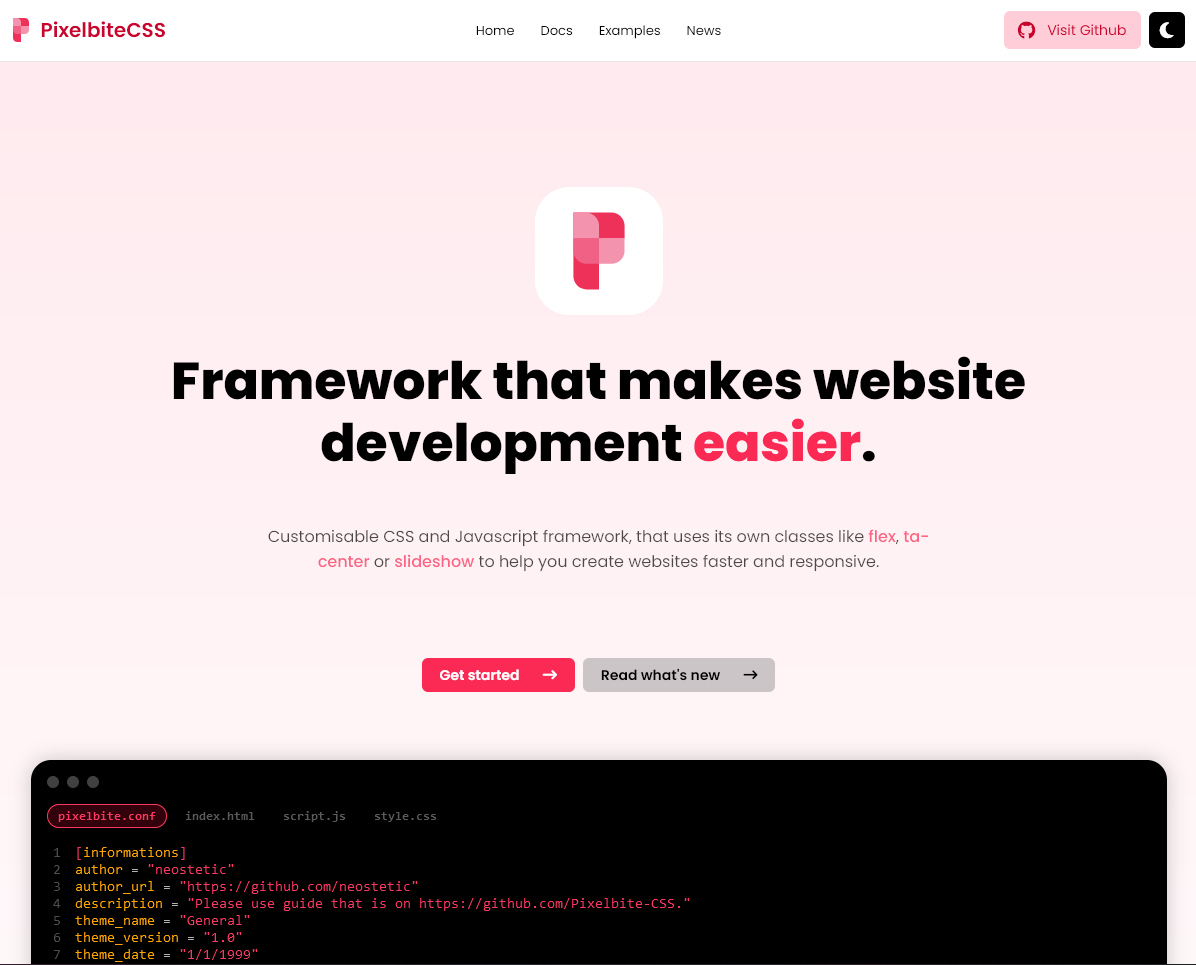 PixelbiteCSS
Home Docs Examples News
Visit Github
Framework that makes website
development easier.
Customisable CSS and Javascript framework, that uses its own classes like flex, ta-
center or slideshow to help you create websites faster and responsive.
Get started → Read what's new →
pixelbite.conf index.html script.js style.css
1 [informations]
2 author = "neostetic"
3 author_url = "https://github.com/neostetic"
4 description = "Please use guide that is on https://github.com/Pixelbite-CSS."
5 theme_name = "General"
6 theme_version = "1.0"
7 theme_date = "1/1/1999"